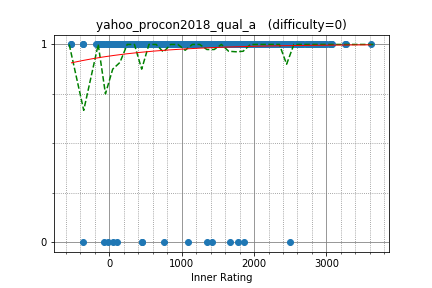 yahoo_procon2018_qual_a   (difficulty=0)
1
0
0 1000 2000 3000
Inner Rating